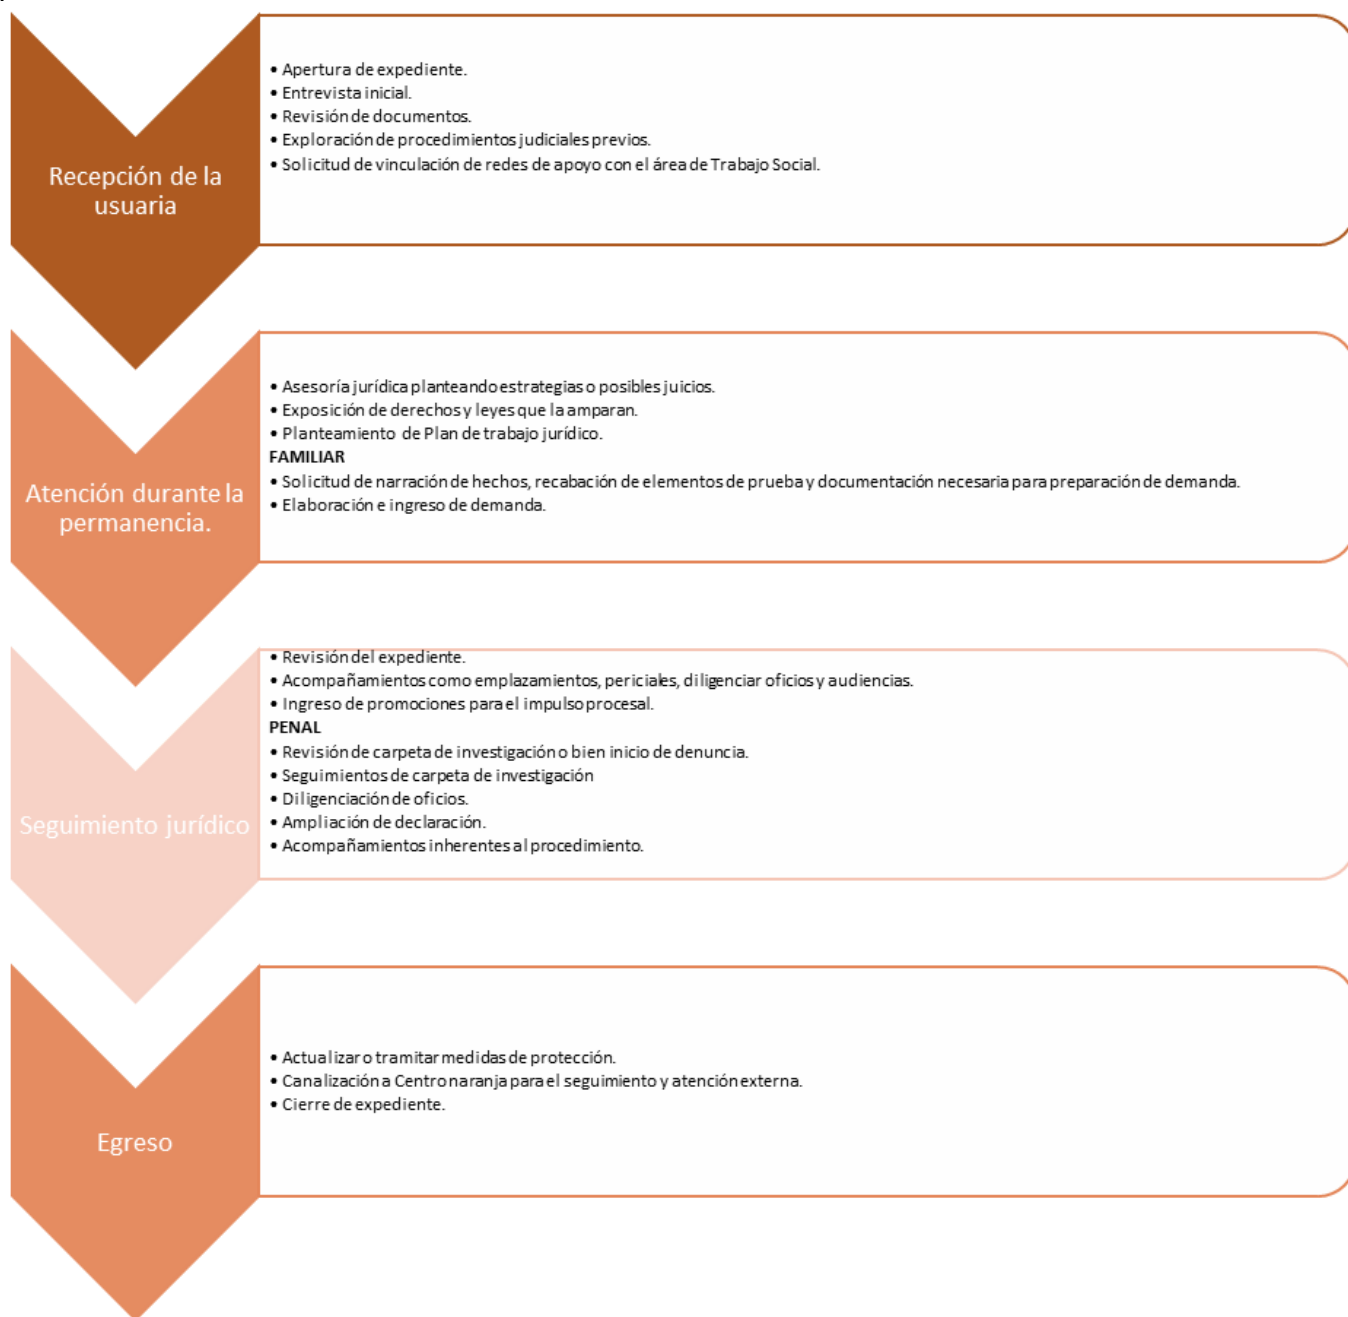 Recepción de la
usuaria
• Apertura de expediente.
• Entrevista inicial.
• Revisión de documentos.
• Exploración de procedimientos judiciales previos.
• Solicitud de vinculación de redes de apoyo con el área de Trabajo Social.
Atención durante la
permanencia.
• Asesoría jurídica planteando estrategias o posibles juicios.
• Exposición de derechos y leyes que la amparan.
• Planteamiento de Plan de trabajo jurídico.
FAMILIAR
• Solicitud de narración de hechos, recabación de elementos de prueba y documentación necesaria para preparación de demanda.
• Elaboración e ingreso de demanda.
Seguimiento jurídico
• Revisión del expediente.
• Acompañamientos como emplazamientos, periciales, diligenciar oficios y audiencias.
• Ingreso de promociones para el impulso procesal.
PENAL
• Revisión de carpeta de investigación o bien inicio de denuncia.
• Seguimientos de carpeta de investigación
• Diligenciación de oficios.
• Ampliación de declaración.
• Acompañamientos inherentes al procedimiento.
Egreso
• Actualizar o tramitar medidas de protección.
• Canalización a Centro naranja para el seguimiento y atención externa.
• Cierre de expediente.